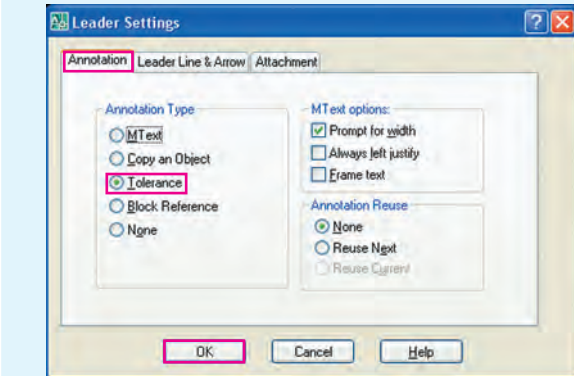 Leader Settings
Annotation Leader Line & Arrow Attachment
Annotation Type
MText
Copy an Object
Tolerance
Block Reference
None
MText options:
Prompt for width
Always left justify
Frame text
Annotation Reuse
None
Reuse Next
Reuse Current
OK Cancel Help